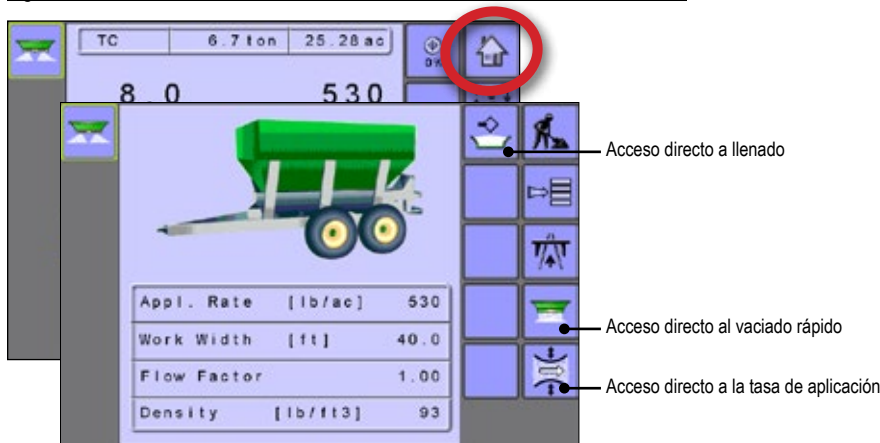 TC 6.7 ton 25.28 ac
0%
8.0 530
Acceso directo a llenado
Appl. Rate [lb/ac] 530
Work Width [ft] 40.0
Flow Factor 1.00
Density [lb/ft3] 93
Acceso directo al vaciado rápido
Acceso directo a la tasa de aplicación